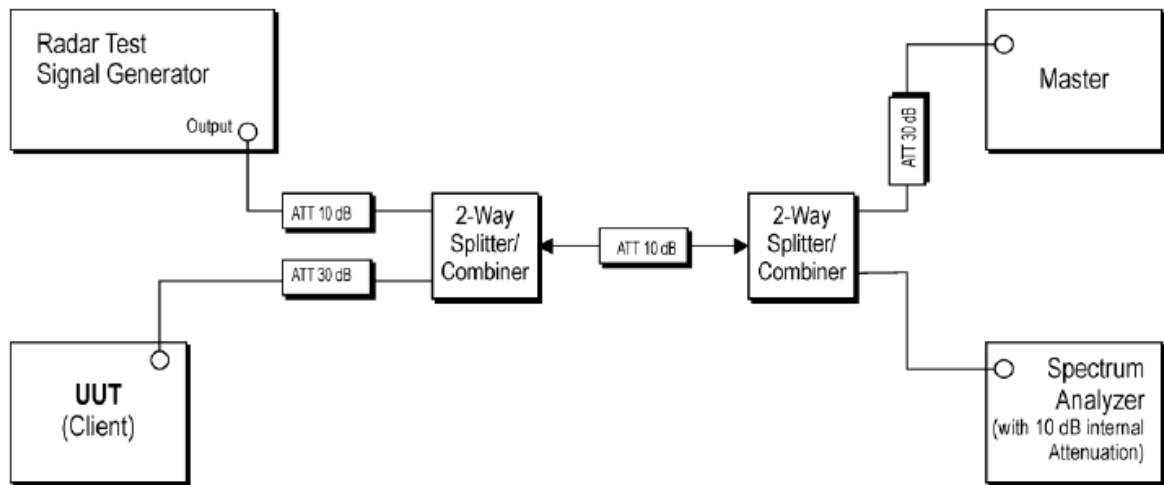 Radar Test
Signal Generator
Output
ATT 10 dB
ATT 30 dB
UUT
(Client)
2-Way
Splitter/
Combiner
ATT 10 dB
2-Way
Splitter/
Combiner
ATT 30 dB
Master
Spectrum
Analyzer
(with 10 dB internal
Attenuation)